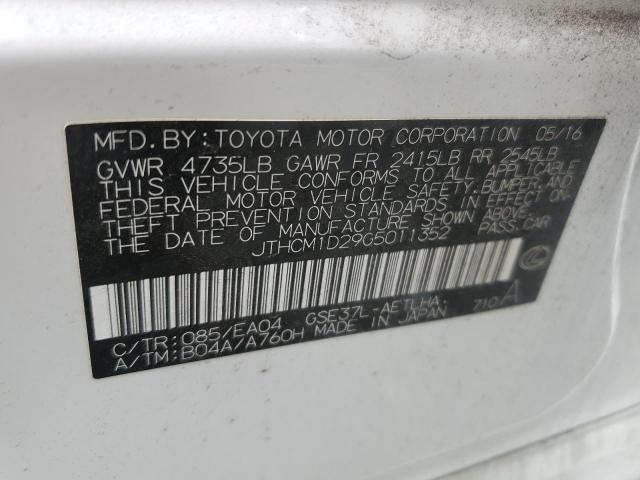 MFD. BY: TOYOTA MOTOR CORPORATION 05/16
GVWR 4735LB GAWR FR 2415LB RR 2545LB
THIS VEHICLE CONFORMS TO ALL APPLICABLE
FEDERAL MOTOR VEHICLE SAFETY, BUMPER, AND
THEFT PREVENTION STANDARDS IN EFFECT ON
THE DATE OF MANUFACTURE SHOWN ABOVE.
JTHCM1D29G5011352 PASS. CAR
C/TR: 085/EA04 GSE37L-AETLHA
A/TM: B04A/A760H MADE IN JAPAN 710 A